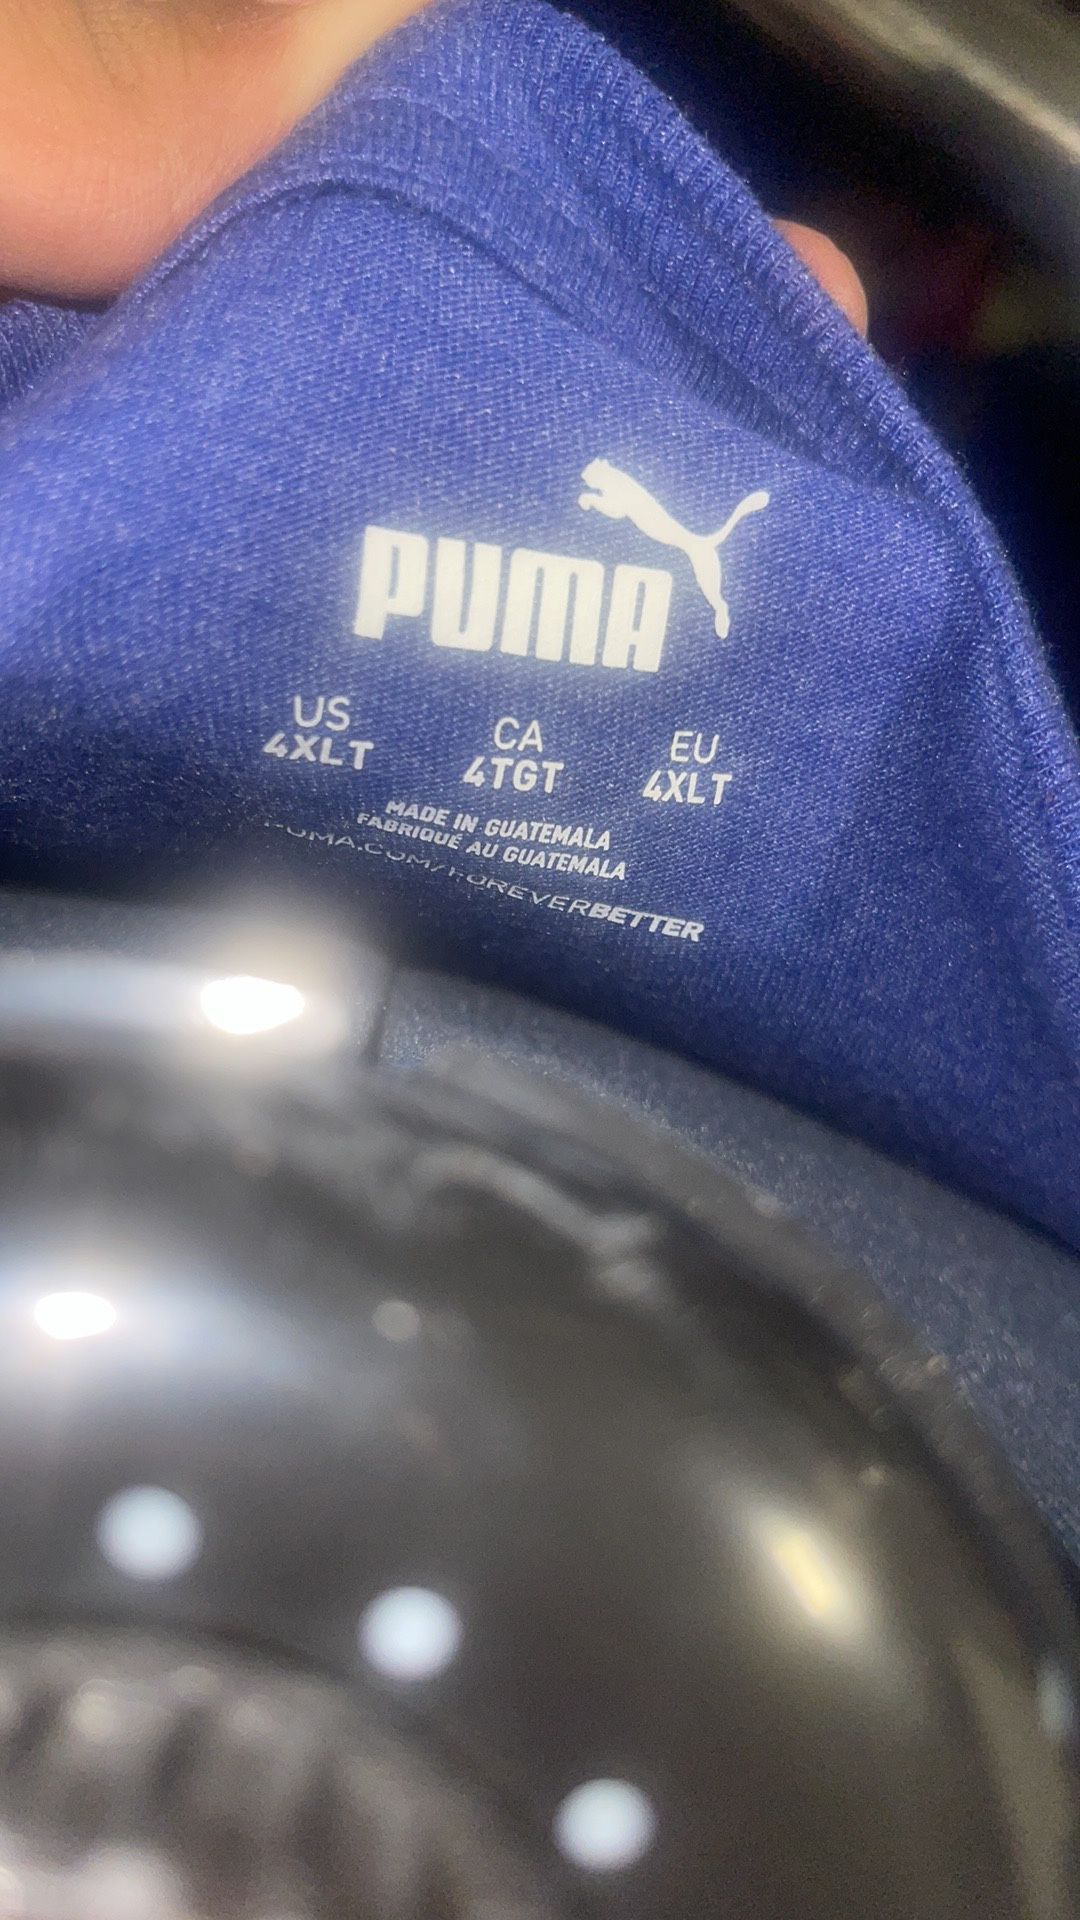 PUMA
US CA EU
4XLT 4TGT 4XLT
MADE IN GUATEMALA
FABRIQUÉ AU GUATEMALA
PUMA.COM/FOREVERBETTER